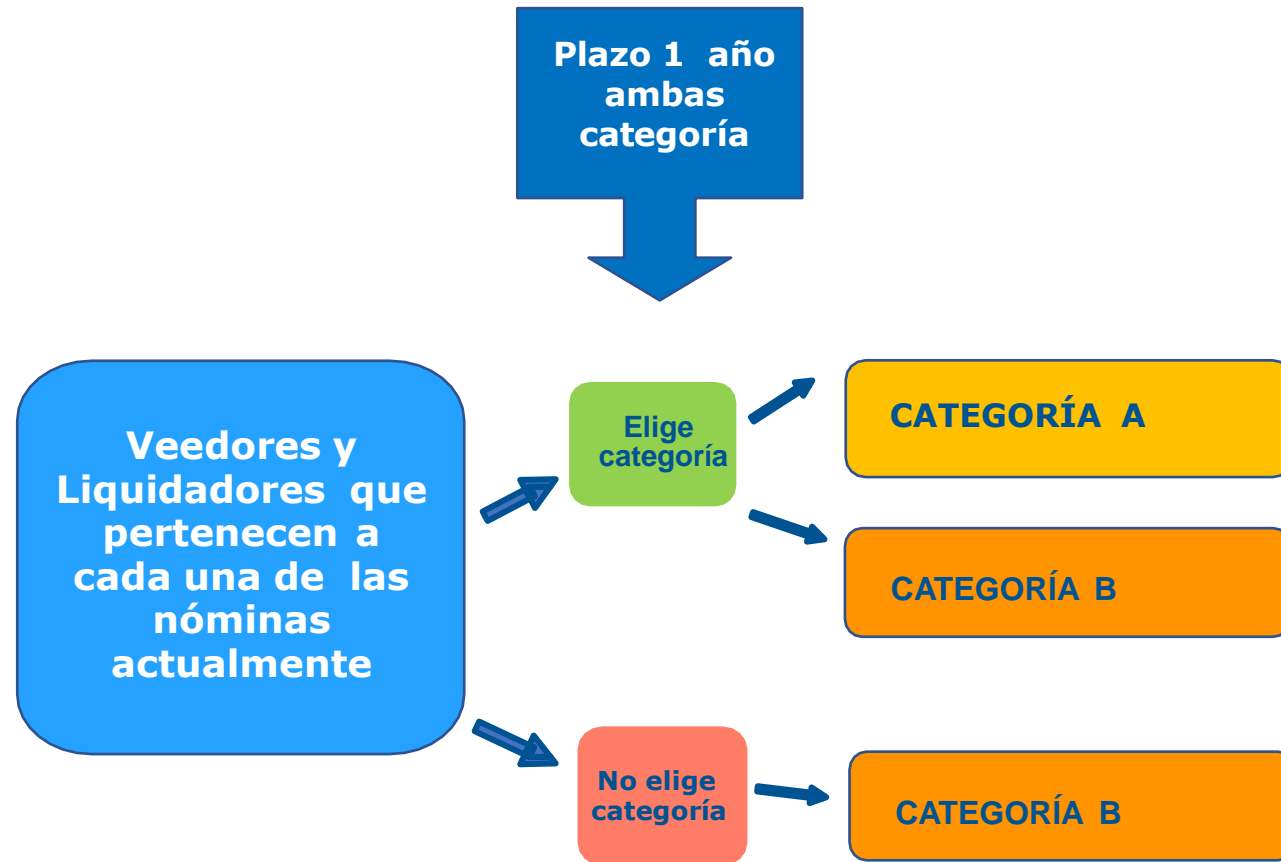 Plazo 1 año
ambas
categoría
Veedores y
Liquidadores que
pertenecen a
cada una de las
nóminas
actualmente
Elige
categoría
CATEGORÍA A
CATEGORÍA B
No elige
categoría
CATEGORÍA B